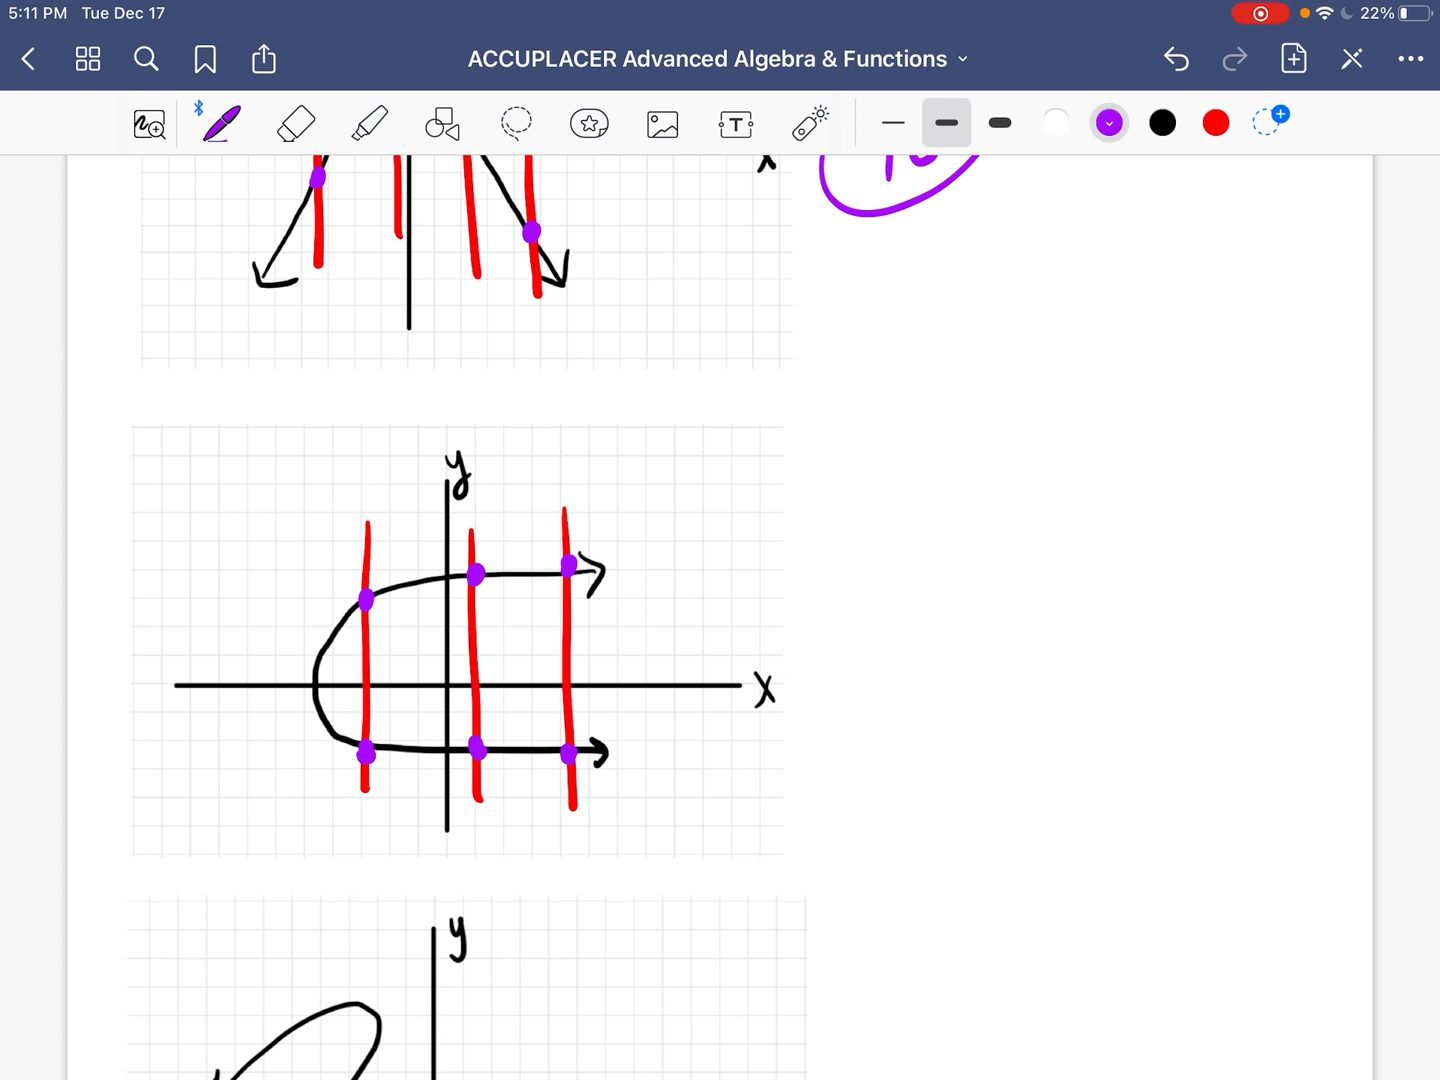 5:11 PM Tue Dec 17
22%
ACCUPLACER Advanced Algebra & Functions
T
x
y
x
y